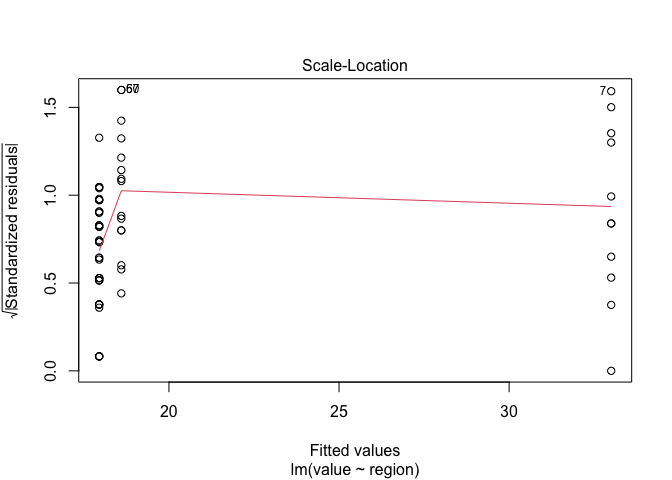 Scale-Location
√|Standardized residuals|
0.0
0.5
1.0
1.5
7
20
25
30
Fitted values
lm(value ~ region)